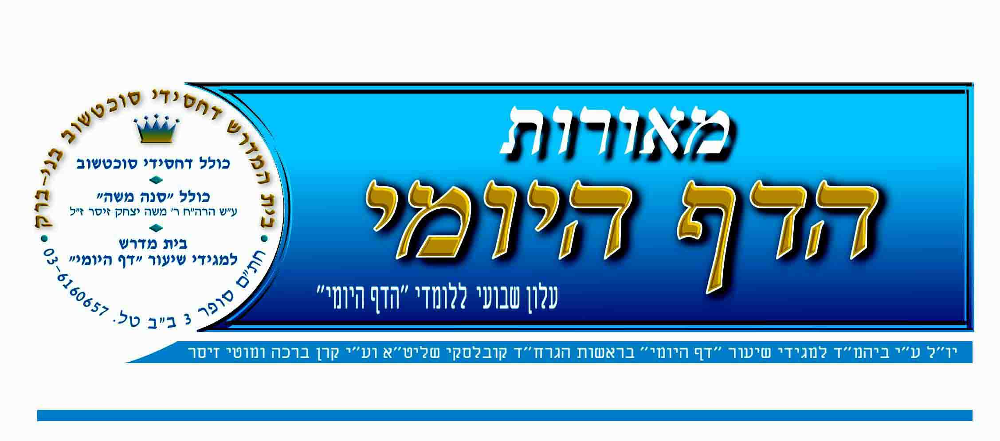 מאורות
הדף היומי
עלון שבועי ללומדי "הדף היומי"
בית המדרש דחסידי סוכטשוב בני-ברק
כולל דחסידי סוכטשוב
כולל "סנה משה"
ע"ש הרה"ח ר' משה יצחק זיסר ז"ל
בית מדרש
למגידי שיעור "דף היומי"
חת"ם סופר 3 ב"ב טל. 03-6160657
יו"ל ע"י ביהמ"ד למגידי שיעור "דף היומי" בראשות הגרח"ד קובלסקי שליט"א וע"י קרן ברכה ומוטי זיסר